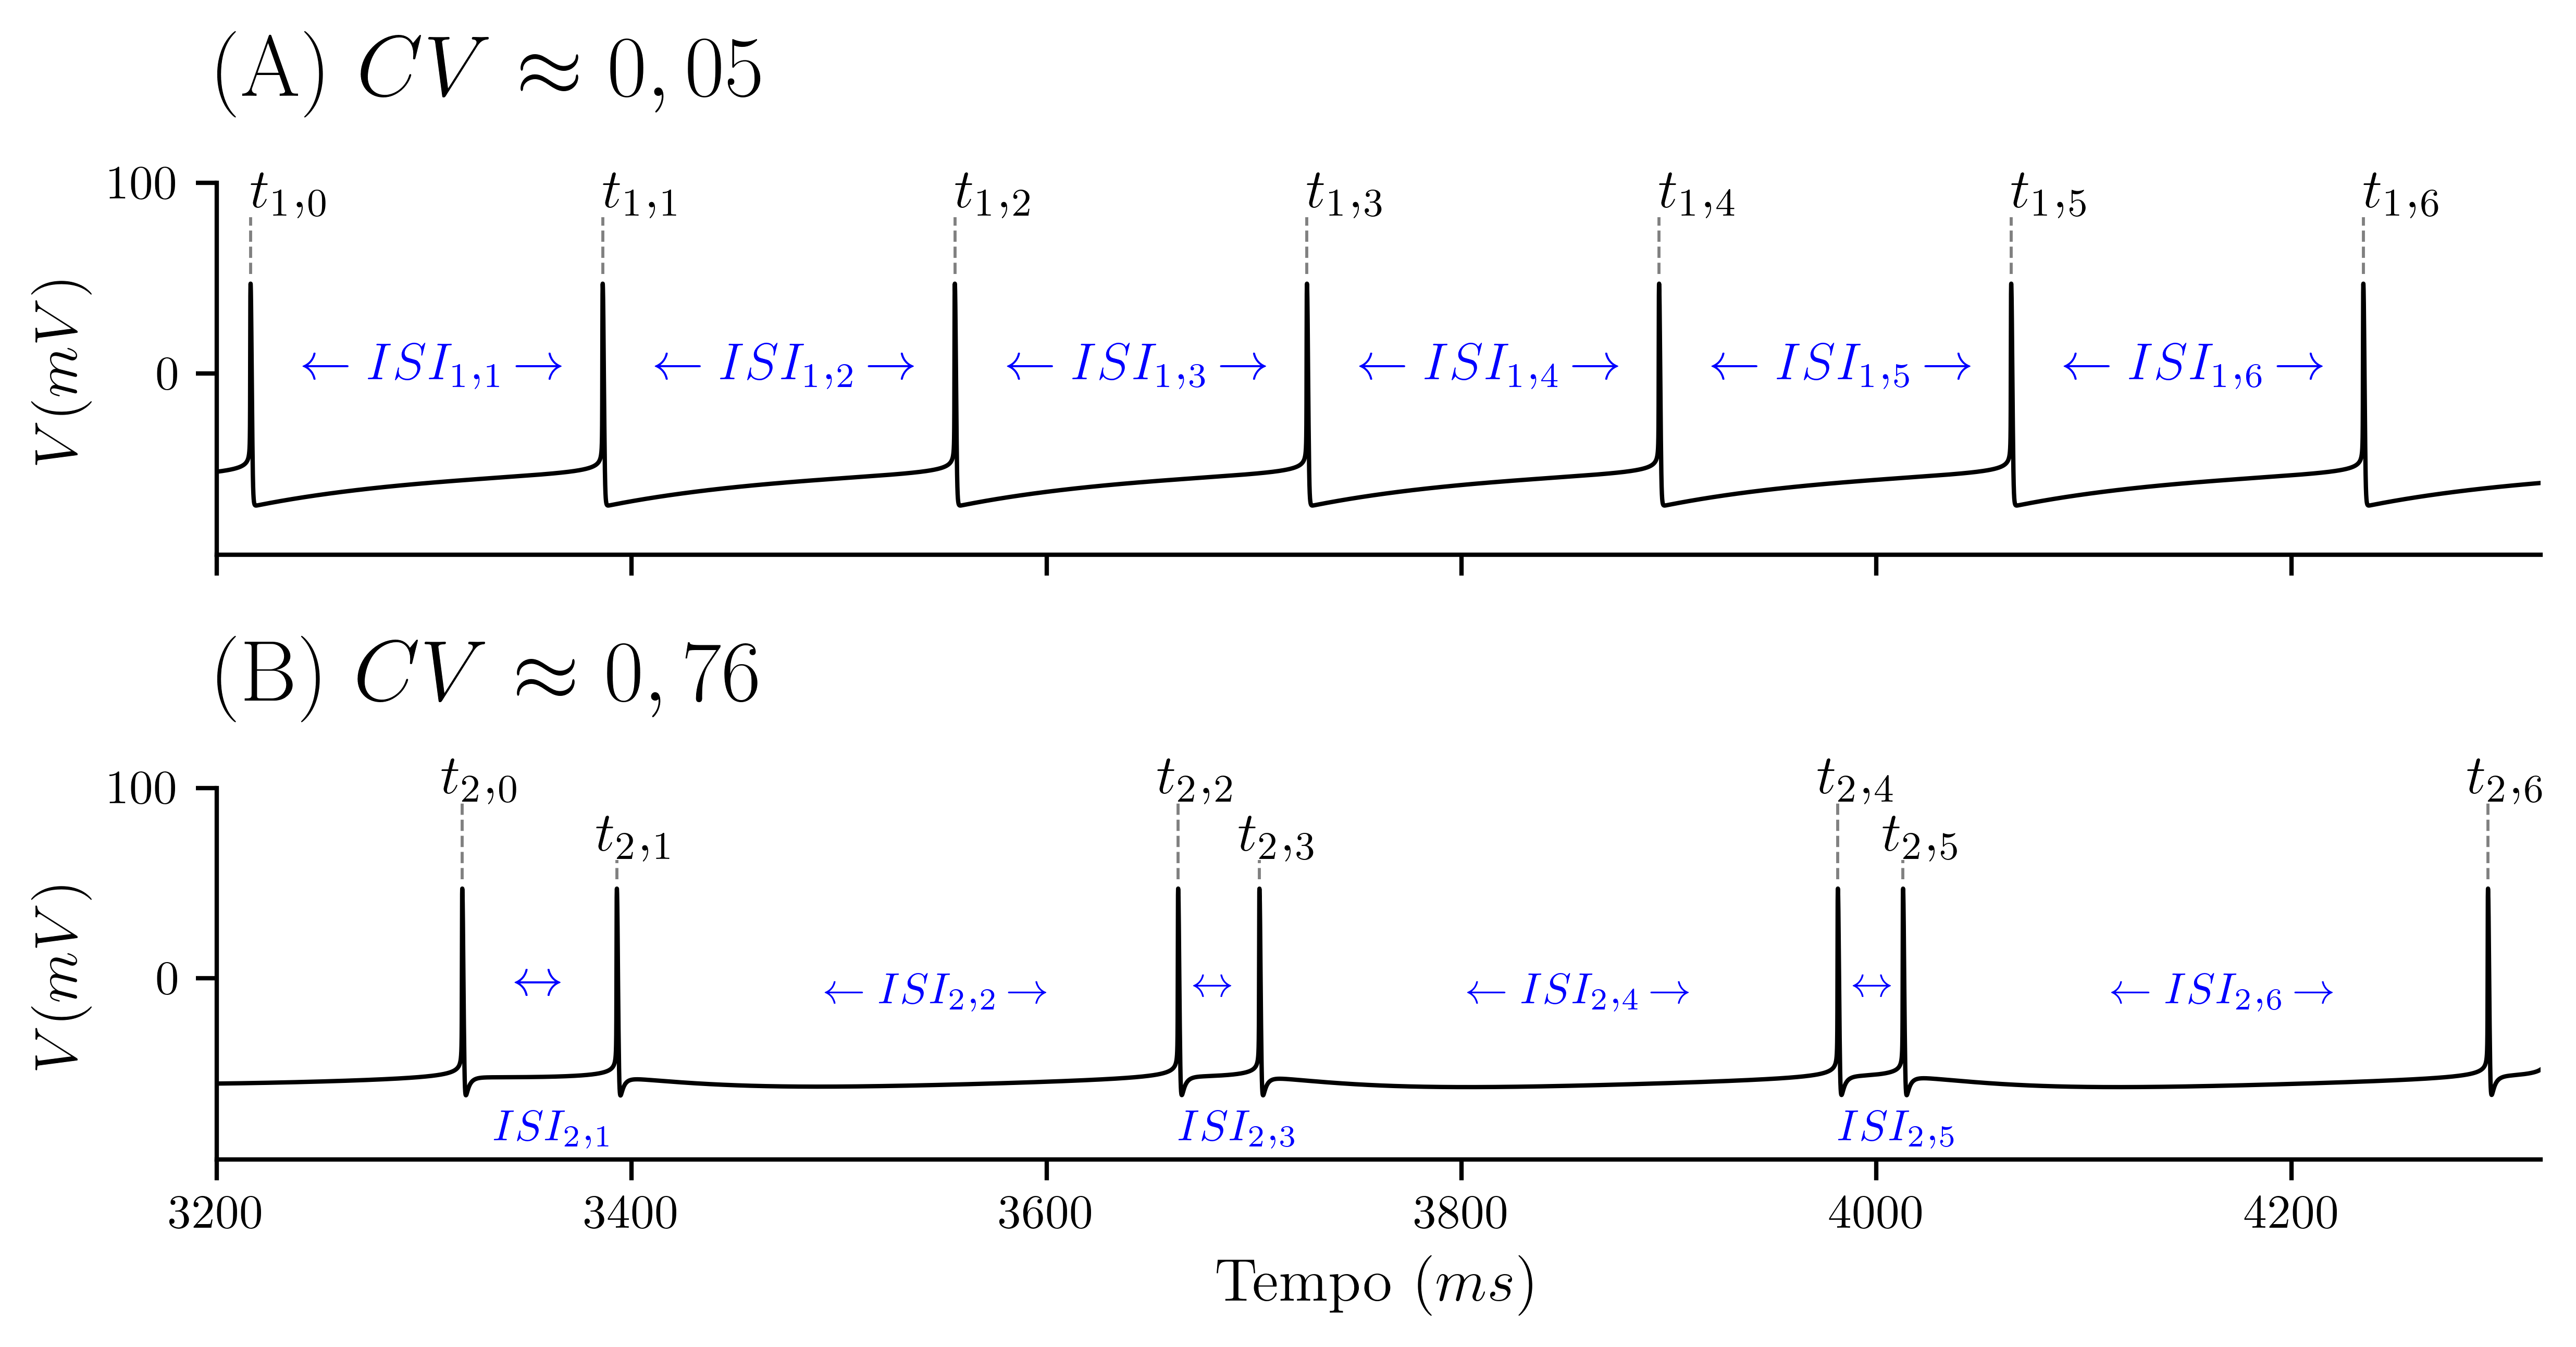 (A) CV ≈ 0, 05
100
t1,0 t1,1 t1,2 t1,3 t1,4 t1,5 t1,6
← ISI1,1 → ← ISI1,2 → ← ISI1,3 → ← ISI1,4 → ← ISI1,5 → ← ISI1,6 →
0
V (mV)
(B) CV ≈ 0, 76
100
t2,0 t2,2 t2,4 t2,6
t2,1 t2,3 t2,5
0
↔ ← ISI2,2 → ↔ ← ISI2,4 → ↔ ← ISI2,6 →
V (mV)
ISI2,1 ISI2,3 ISI2,5
3200 3400 3600 3800 4000 4200
Tempo (ms)